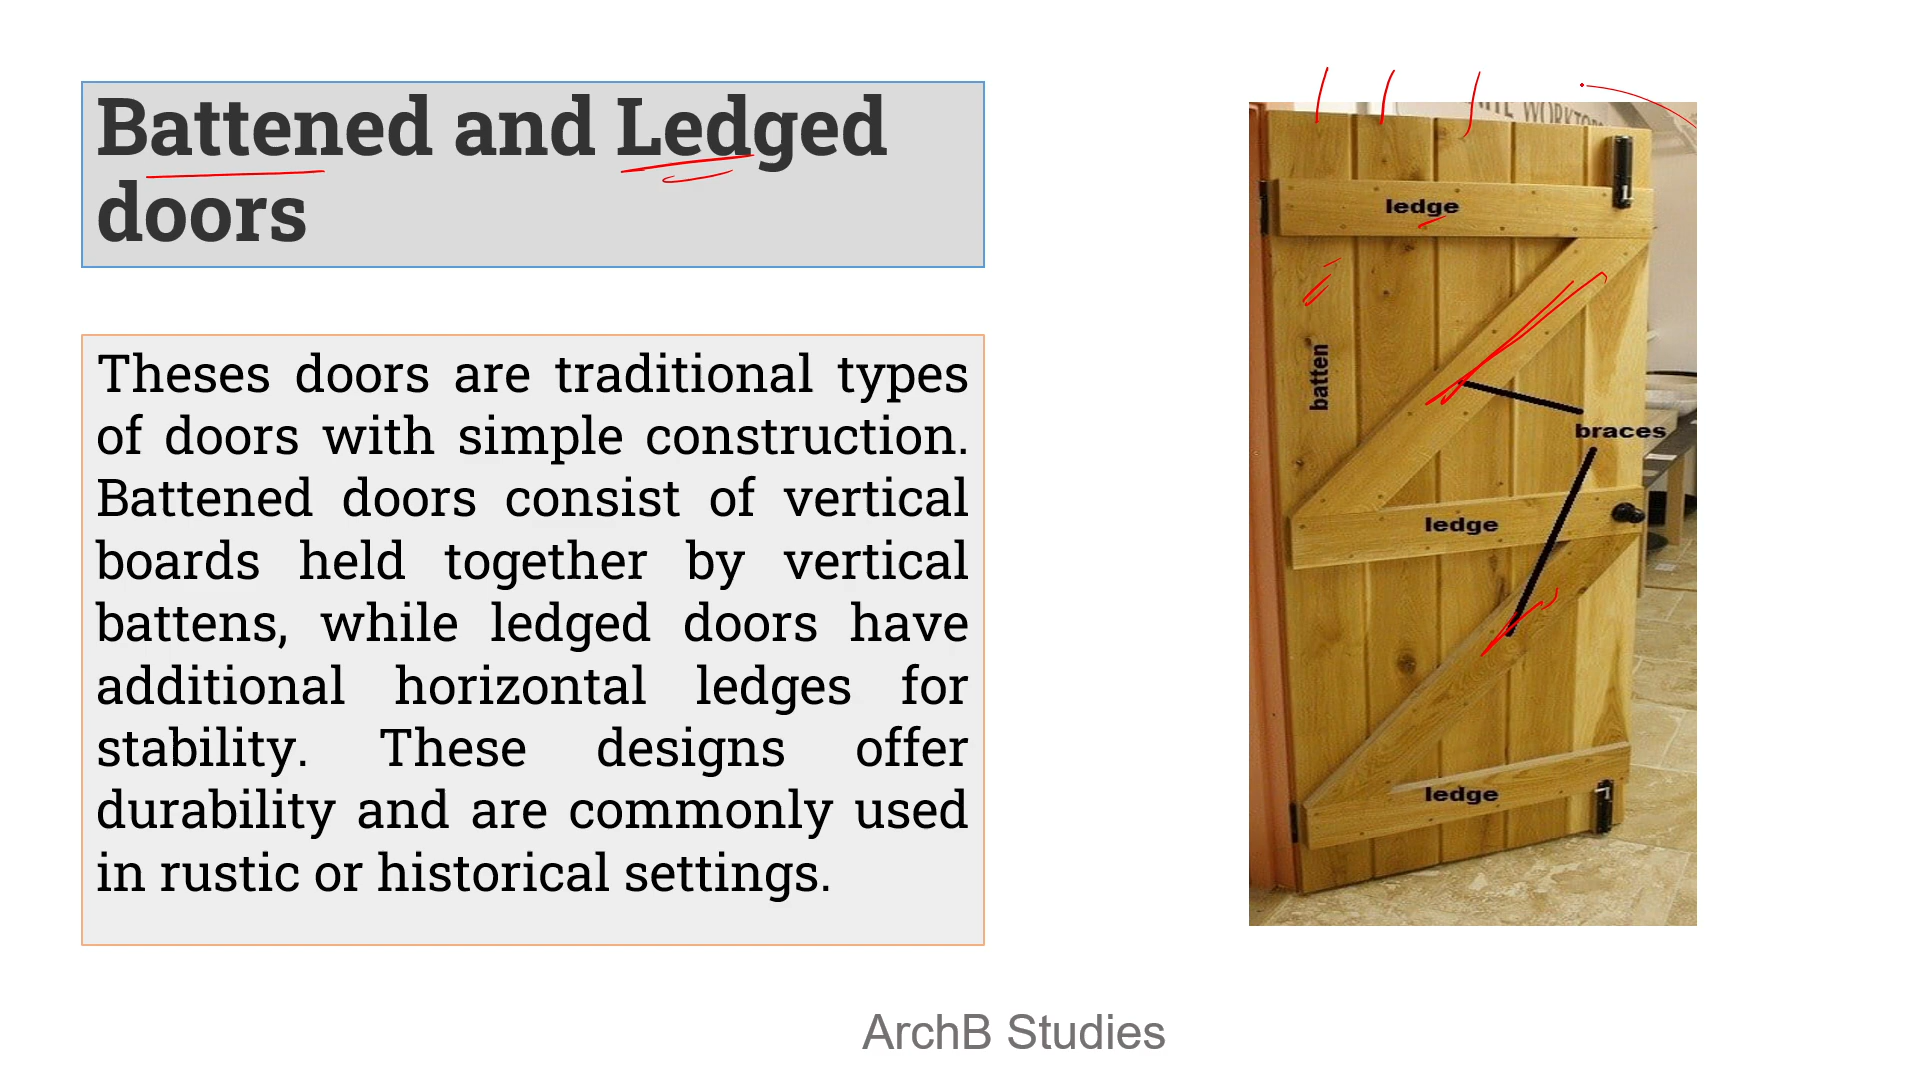 Battened and Ledged
doors
Theses doors are traditional types
of doors with simple construction.
Battened doors consist of vertical
boards held together by vertical
battens, while ledged doors have
additional horizontal ledges for
stability. These designs offer
durability and are commonly used
in rustic or historical settings.
ledge
batten
braces
ledge
ledge
ArchB Studies